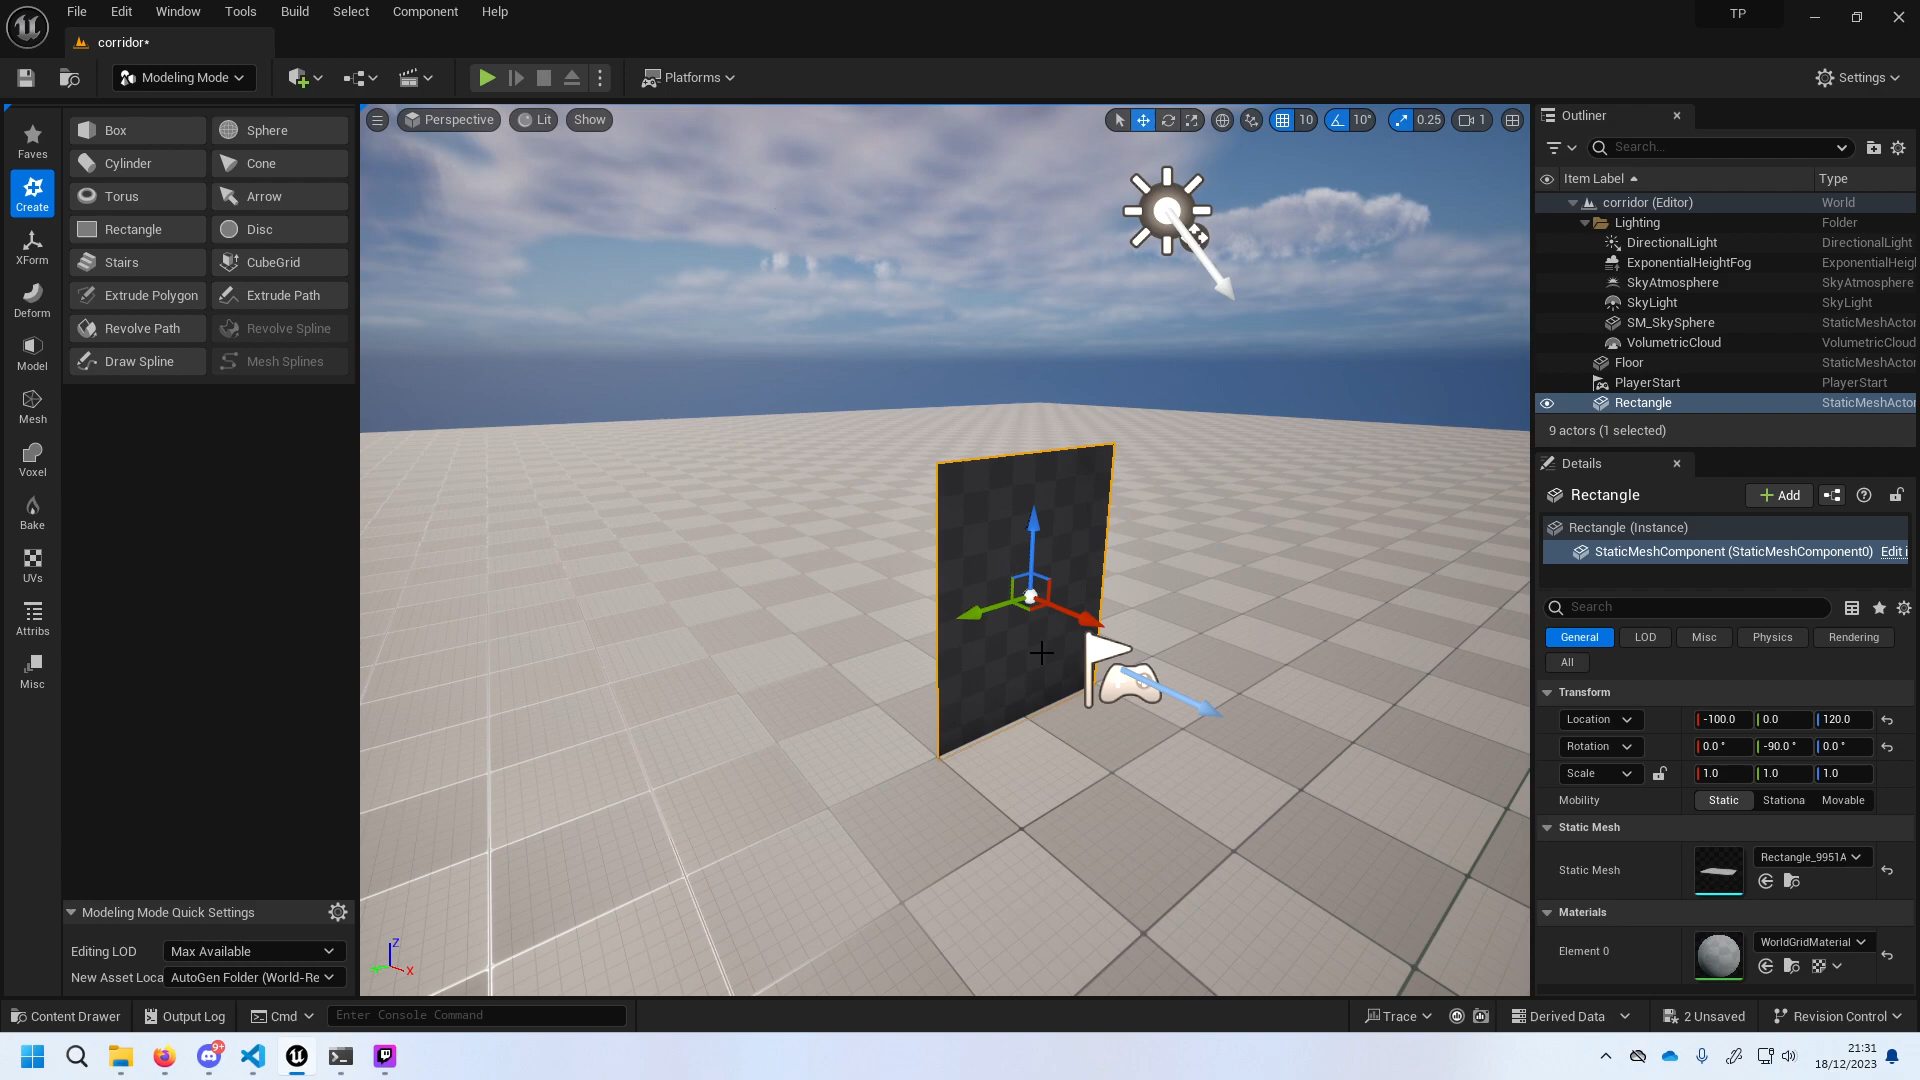 File Edit Window Tools Build Select Component Help
TP
corridor*
Modeling Mode
Platforms
Settings
Faves
Create
XForm
Deform
Model
Mesh
Voxel
Bake
UVs
Attribs
Misc
Box Sphere
Cylinder Cone
Torus Arrow
Rectangle Disc
Stairs CubeGrid
Extrude Polygon Extrude Path
Revolve Path Revolve Spline
Draw Spline Mesh Splines
Modeling Mode Quick Settings
Editing LOD Max Available
New Asset Loca AutoGen Folder (World-Re
Perspective Lit Show
10 10° 0.25 1
Z
X
Outliner
Search...
Item Label Type
corridor (Editor) World
Lighting Folder
DirectionalLight DirectionalLight
ExponentialHeightFog ExponentialHeigl
SkyAtmosphere SkyAtmosphere
SkyLight SkyLight
SM_SkySphere StaticMeshActor
VolumetricCloud VolumetricCloud
Floor StaticMeshActor
PlayerStart PlayerStart
Rectangle StaticMeshActor
9 actors (1 selected)
Details
Rectangle
Add
Rectangle (Instance)
StaticMeshComponent (StaticMeshComponent0) Edit i
Search
General LOD Misc Physics Rendering
All
Transform
Location -100.0 0.0 120.0
Rotation 0.0 ° -90.0 ° 0.0 °
Scale 1.0 1.0 1.0
Mobility Static Stationa Movable
Static Mesh
Static Mesh Rectangle_9951A
Materials
Element 0 WorldGridMaterial
Content Drawer Output Log Cmd Enter Console Command
Trace Derived Data 2 Unsaved Revision Control
9+
21:31
18/12/2023